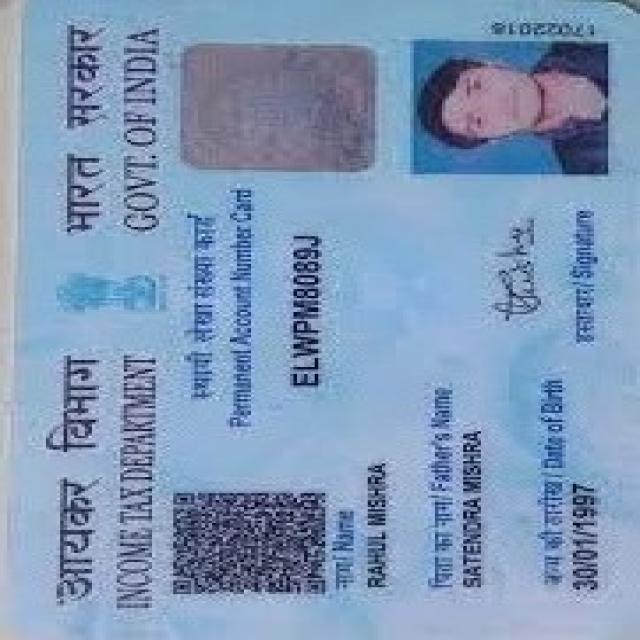 आयकर विभाग
INCOME TAX DEPARTMENT
भारत सरकार
GOVT. OF INDIA
स्थायी लेखा संख्या कार्ड
Permanent Account Number Card
ELWPM8089J
नाम / Name
RAHUL MISHRA
पिता का नाम / Father's Name
SATENDRA MISHRA
जन्म की तारीख / Date of Birth
30/01/1997
हस्ताक्षर / Signature
17022018